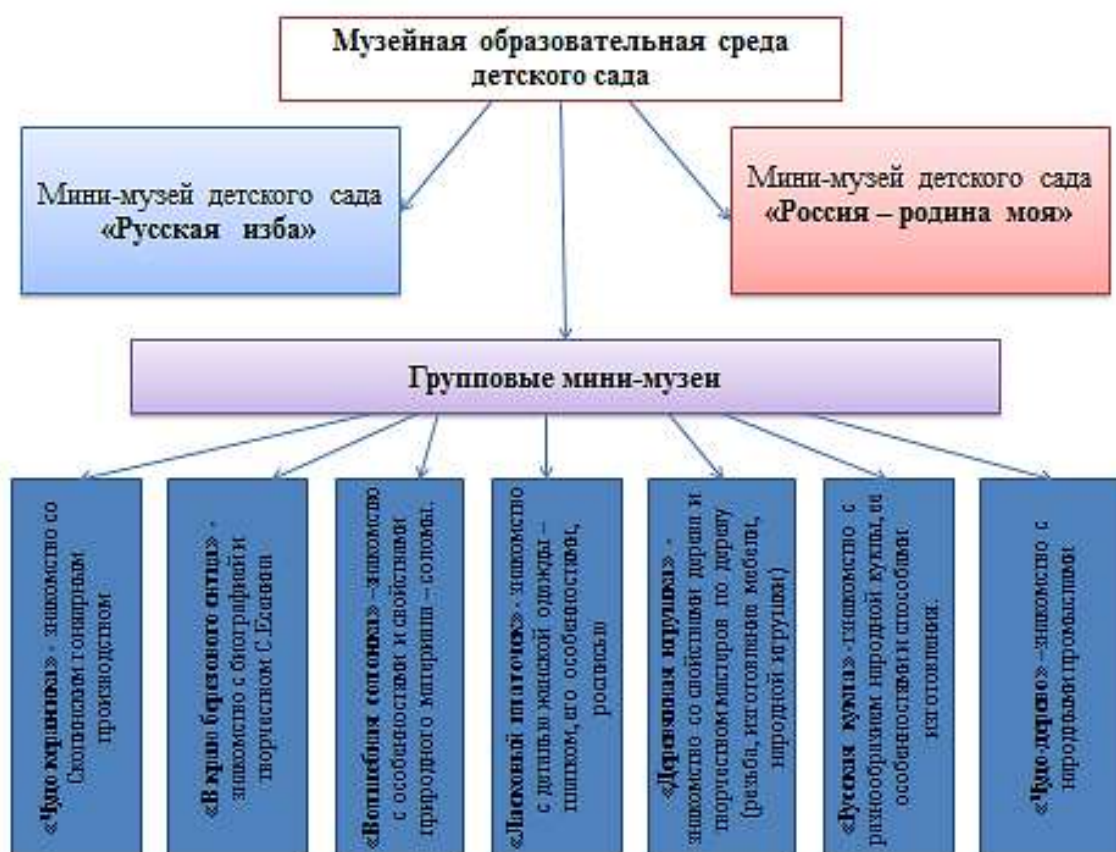 Музейная образовательная среда
детского сада
Мини-музей детского сада
«Русская изба»
Мини-музей детского сада
«Россия – родина моя»
Групповые мини-музеи
«Чудо керамика» - знакомство со
Скопинским гончарным
производством
«В краю березового ситца» -
знакомство с биографией и
творчеством С.Есенина
«Волшебная соломка» – знакомство
с особенностями и свойствами
природного материала – соломы.
«Ласковый платочек» - знакомство
с деталью женской одежды –
платком, его особенностями,
росписью
«Деревянная игрушка» -
знакомство со свойствами дерева и
творчеством мастеров по дереву
(резьба, изготовление мебели,
народной игрушки)
«Русская кукла» - знакомство с
разнообразием народной куклы, ее
особенностями и способами
изготовления.
«Чудо-дерево» – знакомство с
народными промыслами